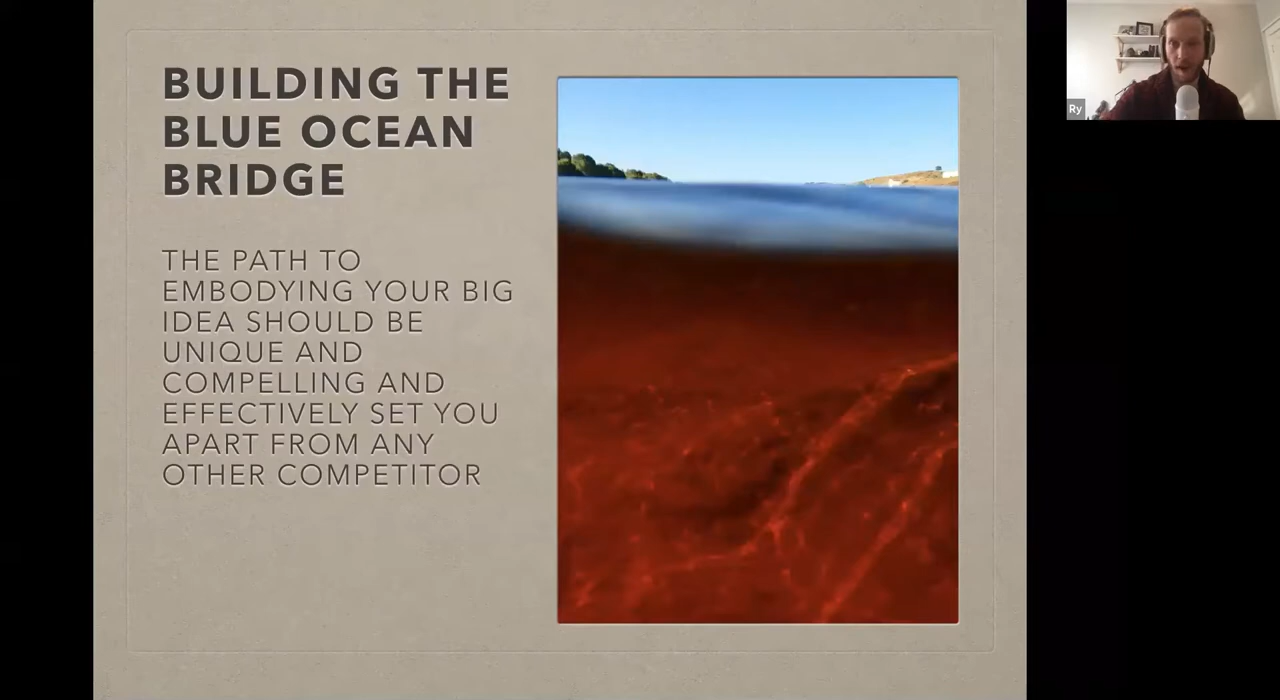 BUILDING THE
BLUE OCEAN
BRIDGE
THE PATH TO
EMBODYING YOUR BIG
IDEA SHOULD BE
UNIQUE AND
COMPELLING AND
EFFECTIVELY SET YOU
APART FROM ANY
OTHER COMPETITOR
Ry